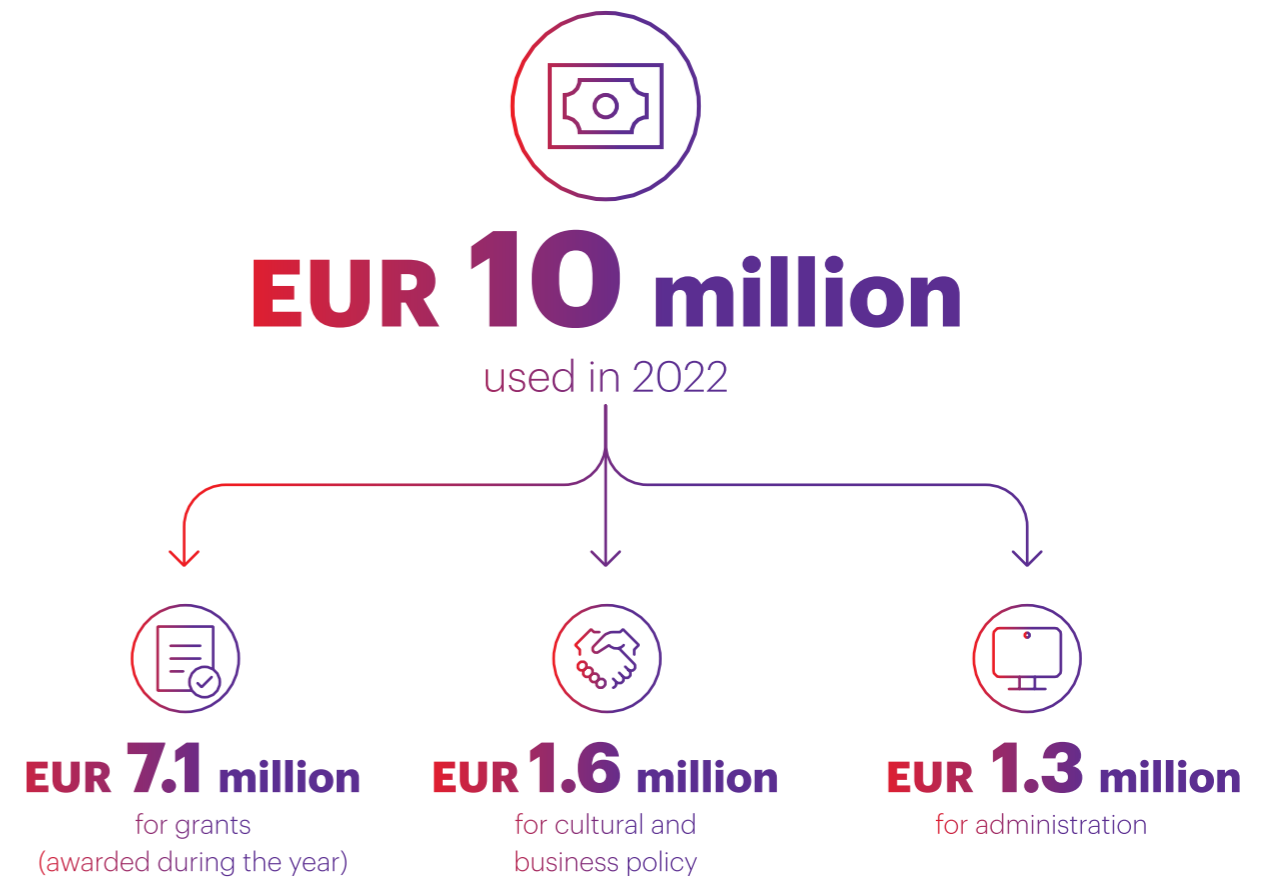 EUR 10 million
used in 2022
EUR 7.1 million
for grants
(awarded during the year)
EUR 1.6 million
for cultural and
business policy
EUR 1.3 million
for administration